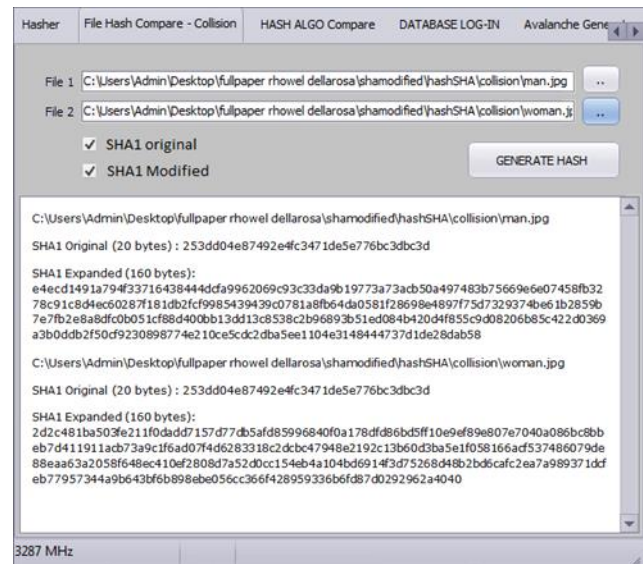 Hasher File Hash Compare - Collision HASH ALGO Compare DATABASE LOG-IN Avalanche
File 1 C:\Users\Admin\Desktop\fullpaper rhowel dellarosa\shamodified\hashSHA\collision\man.jpg ..
File 2 C:\Users\Admin\Desktop\fullpaper rhowel dellarosa\shamodified\hashSHA\collision\woman.j ..
SHA1 original
SHA1 Modified
GENERATE HASH
C:\Users\Admin\Desktop\fullpaper rhowel dellarosa\shamodified\hashSHA\collision\man.jpg
SHA1 Original (20 bytes) : 253dd04e87492e4fc3471de5e776bc3dbc3d
SHA1 Expanded (160 bytes):
e4ecd1491a794f33716438444dcfa9962069c93c33da9b19773a73acb50a497483b75669e6e07458fb32
78c91c8d4ec60287f181db2fcf9985439439c0781a8fb64da0581f28698e4897f75d7329374be61b2859b
7e7fb2e8a8dfc0b051cf88d400bb13dd13c8538c2b96893b51ed084b420d4f855c9d08206b85c422d0369
a3b0ddb2f50cf9230898774e210ce5cdc2dba5ee1104e3148444737d1de28dab58
C:\Users\Admin\Desktop\fullpaper rhowel dellarosa\shamodified\hashSHA\collision\woman.jpg
SHA1 Original (20 bytes) : 253dd04e87492e4fc3471de5e776bc3dbc3d
SHA1 Expanded (160 bytes):
2d2c481ba503fe211f0dadd7157d77db5afd85996840f0a178dfd86bd5ff10e9ef89e807e7040a086bc8bb
eb7d411911acb73a9c1f6ad07f4d6283318c2dcbc47948e2192c13b60d3ba5e1f058166acf537486079de
88eaa63a2058f648ec410ef2808d7a52d0cc154eb4a104bd6914f3d75268d48b2bd6cafc2ea7a989371dcf
eb77957344a9b643bf6b898ebe056cc366f428959336b6fd87d0292962a4040
3287 MHz